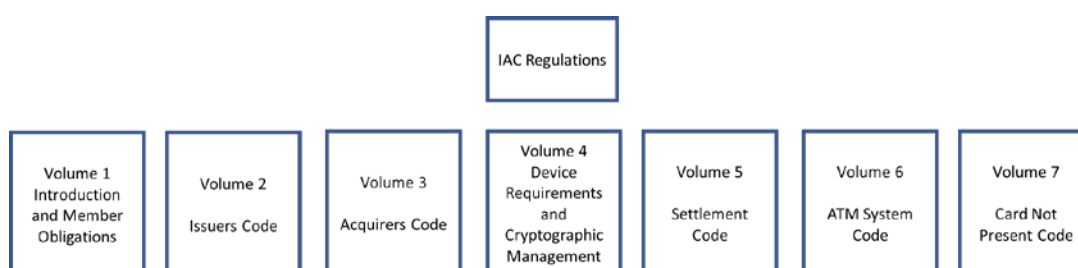 IAC Regulations
Volume 1
Introduction
and Member
Obligations
Volume 2
Issuers Code
Volume 3
Acquirers Code
Volume 4
Device
Requirements
and
Cryptographic
Management
Volume 5
Settlement
Code
Volume 6
ATM System
Code
Volume 7
Card Not
Present Code